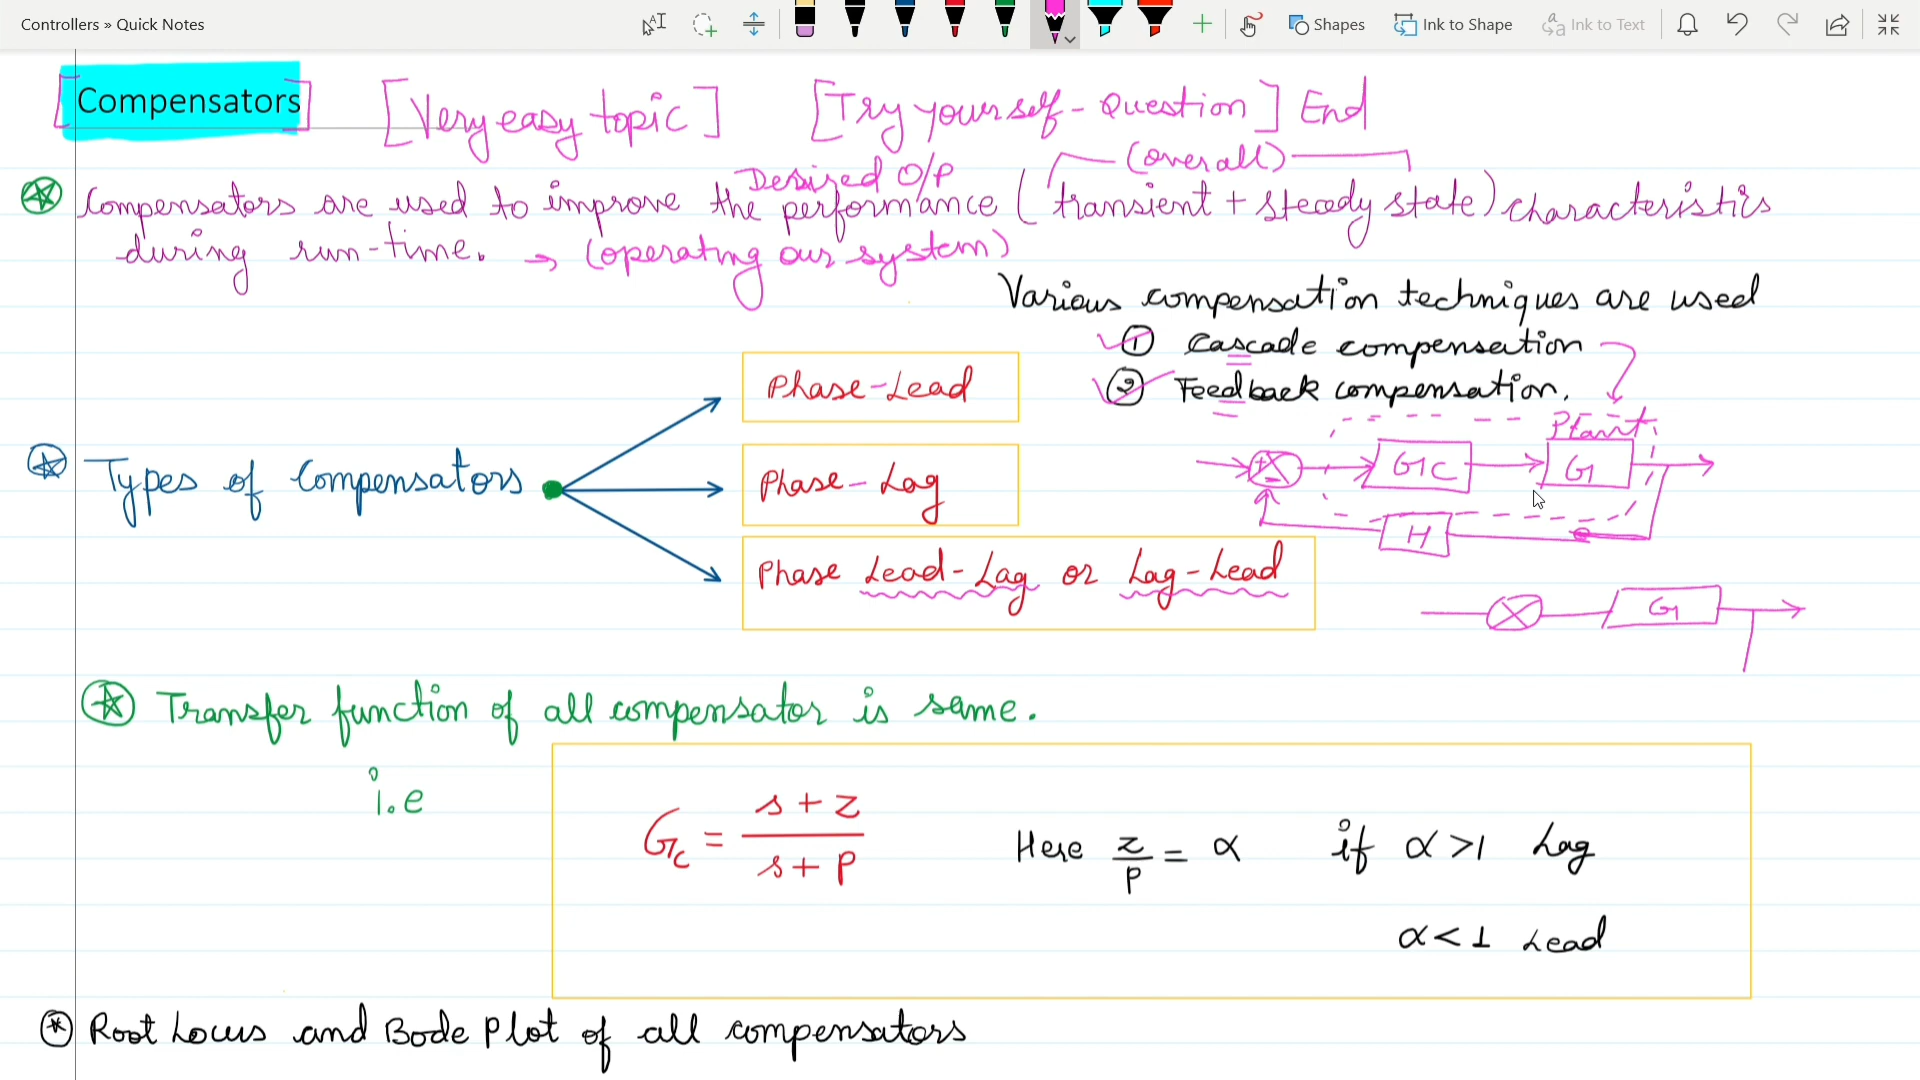 Controllers » Quick Notes
Shapes
Ink to Shape
Ink to Text
[Compensators] [Very easy topic] [Try yourself - Question] End
Desired O/P (overall)
Compensators are used to improve the performance (transient + steady state) characteristics
during run-time. → (operating our system)
Various compensation techniques are used
① Cascade compensation
② Feedback compensation.
Plant
Gc G
H
G
Types of Compensators
Phase-Lead
Phase-Lag
Phase Lead-Lag or Lag-Lead
Transfer function of all compensator is same.
i.e
Gc = s+z / s+p
Here z/p = α if α>1 Lag
α<1 Lead
Root Locus and Bode Plot of all compensators